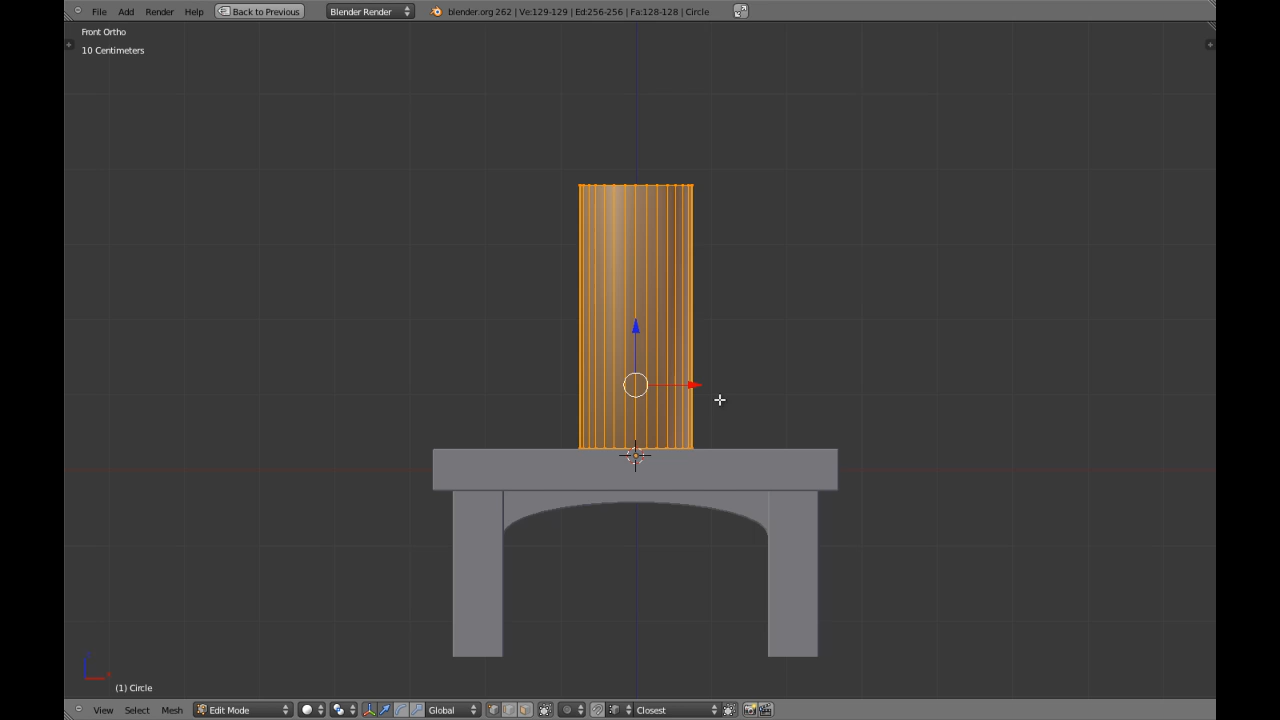 File Add Render Help Back to Previous Blender Render blender.org 262 | Ve:129-129 | Ed:256-256 | Fa:128-128 | Circle
Front Ortho
10 Centimeters
(1) Circle
View Select Mesh Edit Mode Global Closest